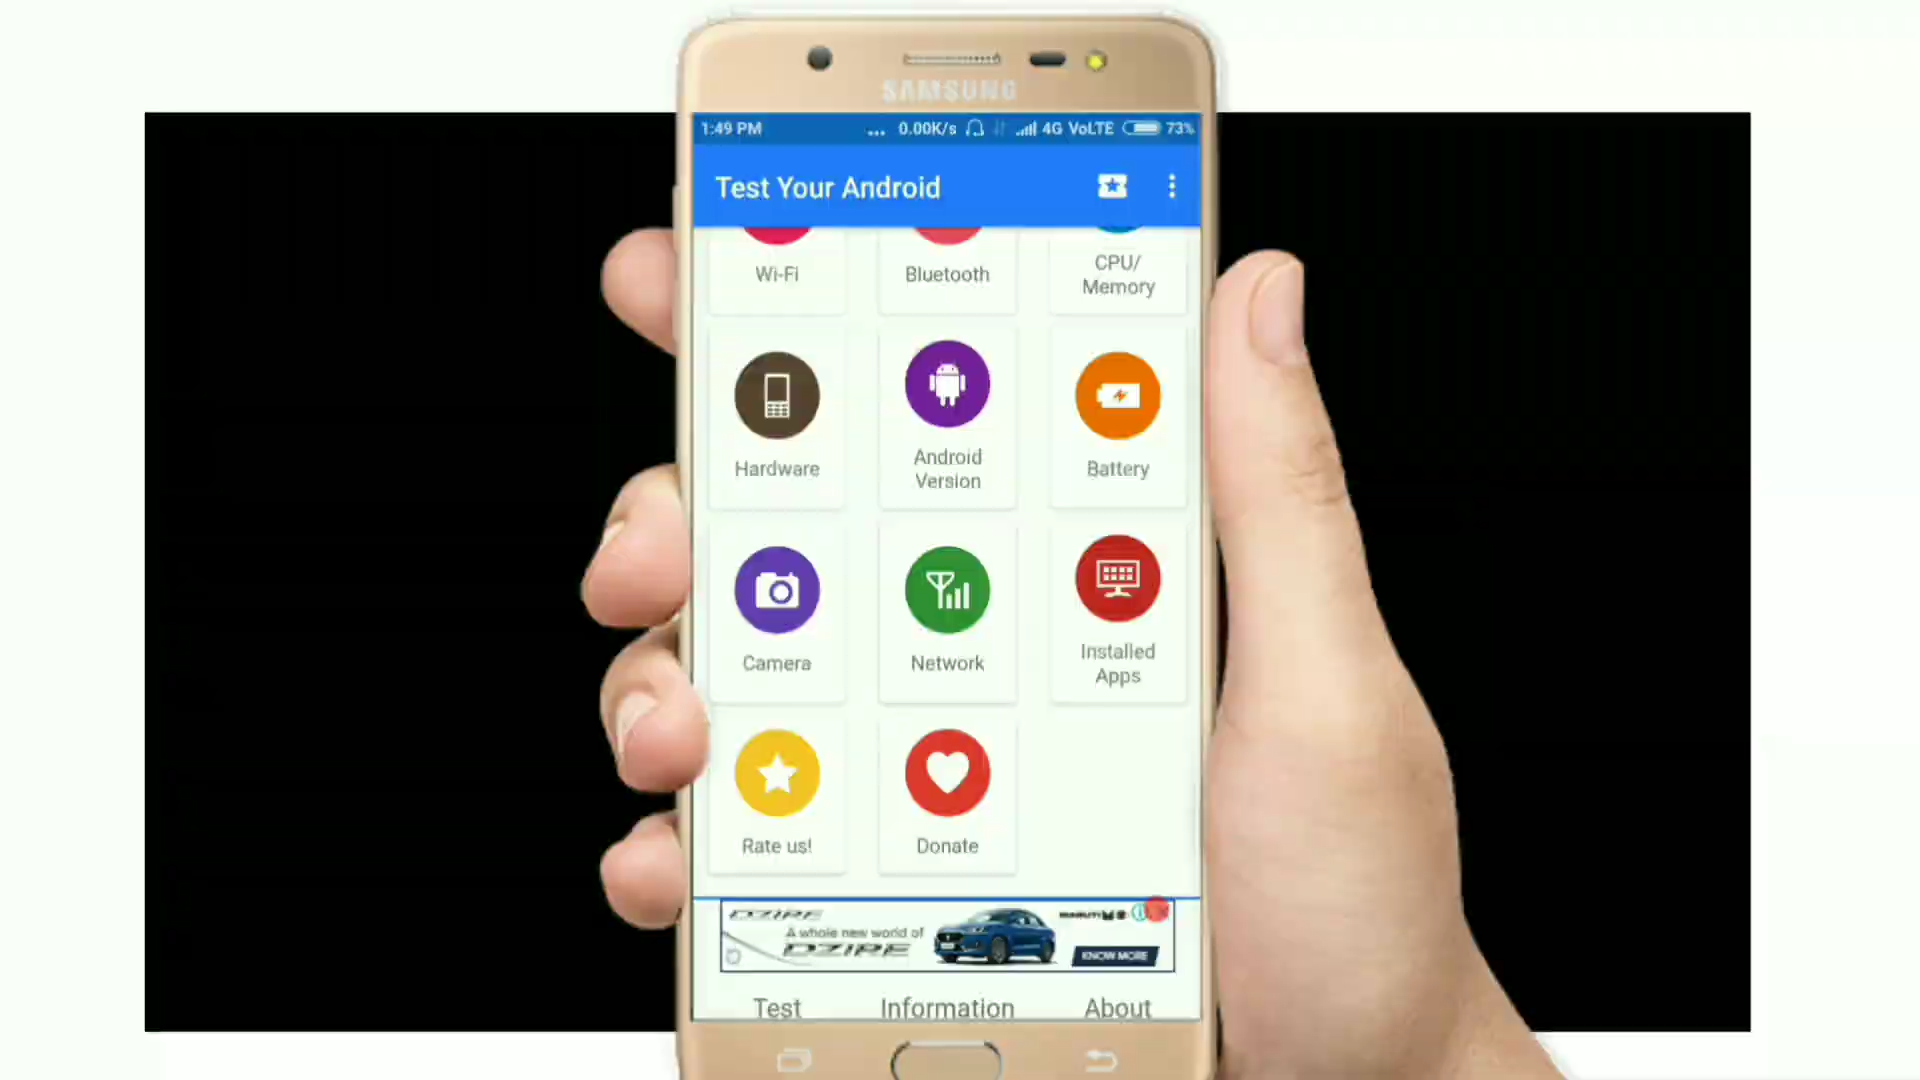 SAMSUNG
1:49 PM ... 0.00K/s 4G VoLTE 73%
Test Your Android
Wi-Fi
Bluetooth
CPU/
Memory
Hardware
Android
Version
Battery
Camera
Network
Installed
Apps
Rate us!
Donate
DZIRE
A whole new world of
DZIRE
KNOW MORE
Test
Information
About